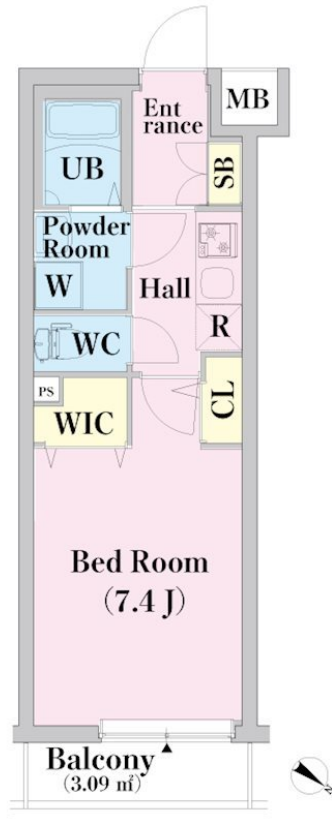 MB
Ent
rance
UB
SB
Powder
Room
W
Hall
R
WC
PS
WIC
CL
Bed Room
(7.4 J)
Balcony
(3.09 ㎡)
N